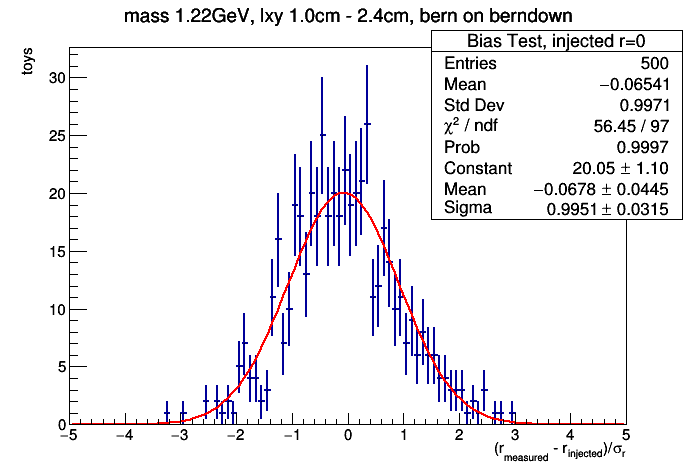 mass 1.22GeV, lxy 1.0cm - 2.4cm, bern on berndown
Bias Test, injected r=0
Entries 500
Mean −0.06541
Std Dev 0.9971
χ² / ndf 56.45 / 97
Prob 0.9997
Constant 20.05 ± 1.10
Mean −0.0678 ± 0.0445
Sigma 0.9951 ± 0.0315
toys
30
25
20
15
10
5
0
−5 −4 −3 −2 −1 0 1 2 3 4 5
(r_measured - r_injected)/σ_r